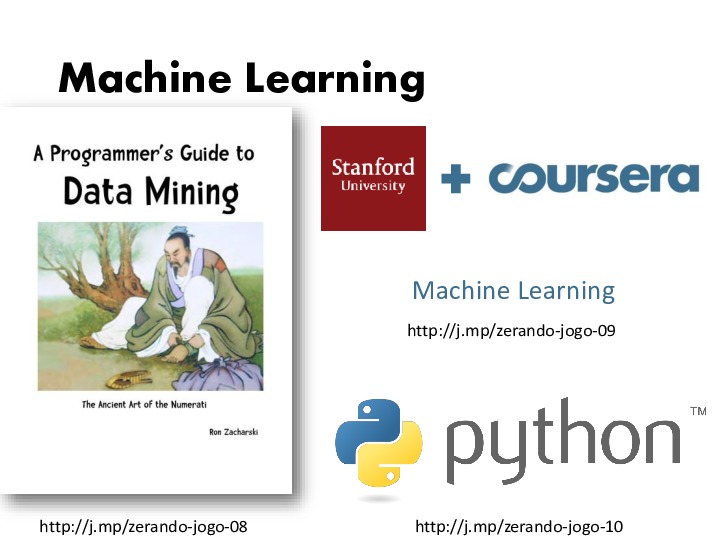 Machine Learning
A Programmer's Guide to
Data Mining
The Ancient Art of the Numerati
Ron Zacharski
http://j.mp/zerando-jogo-08
Stanford
University
+ coursera
Machine Learning
http://j.mp/zerando-jogo-09
python™
http://j.mp/zerando-jogo-10